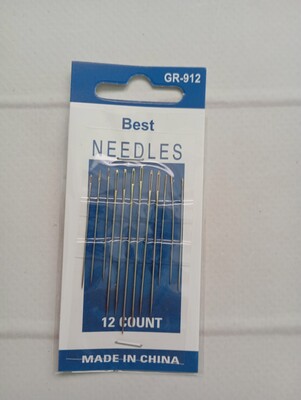 GR-912
Best
NEEDLES
12 COUNT
MADE IN CHINA